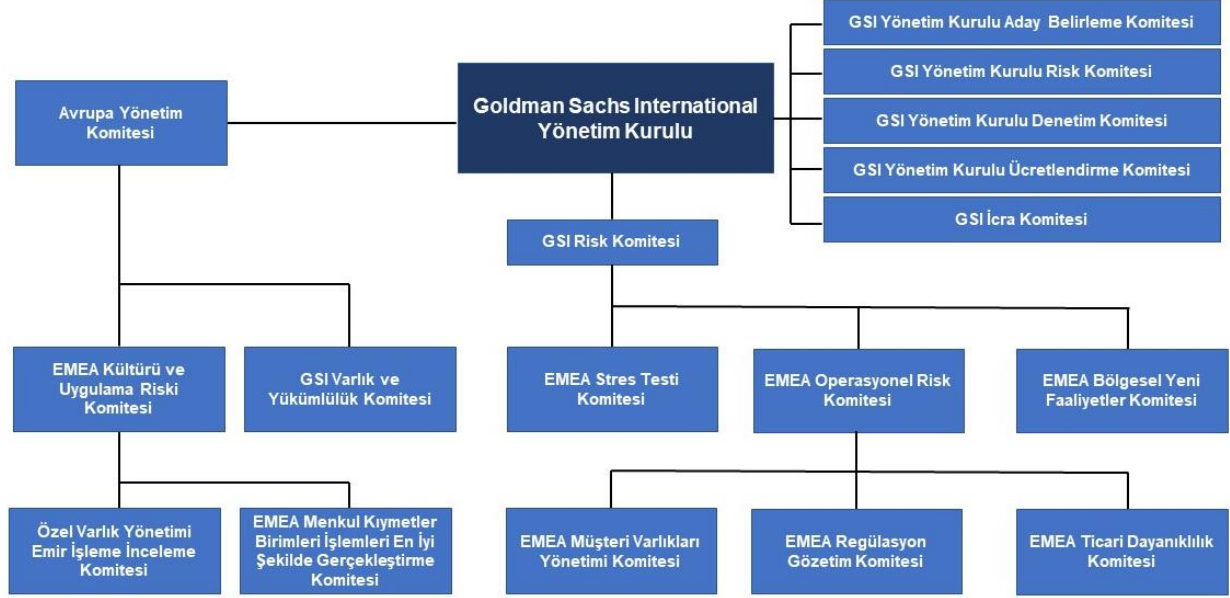 GSI Yönetim Kurulu Aday Belirleme Komitesi
GSI Yönetim Kurulu Risk Komitesi
GSI Yönetim Kurulu Denetim Komitesi
GSI Yönetim Kurulu Ücretlendirme Komitesi
GSI İcra Komitesi
Goldman Sachs International
Yönetim Kurulu
Avrupa Yönetim
Komitesi
GSI Risk Komitesi
EMEA Kültürü ve
Uygulama Riski
Komitesi
GSI Varlık ve
Yükümlülük Komitesi
EMEA Stres Testi
Komitesi
EMEA Operasyonel Risk
Komitesi
EMEA Bölgesel Yeni
Faaliyetler Komitesi
Özel Varlık Yönetimi
Emir İşleme İnceleme
Komitesi
EMEA Menkul Kıymetler
Birimleri İşlemleri En İyi
Şekilde Gerçekleştirme
Komitesi
EMEA Müşteri Varlıkları
Yönetimi Komitesi
EMEA Regülasyon
Gözetim Komitesi
EMEA Ticari Dayanıklılık
Komitesi